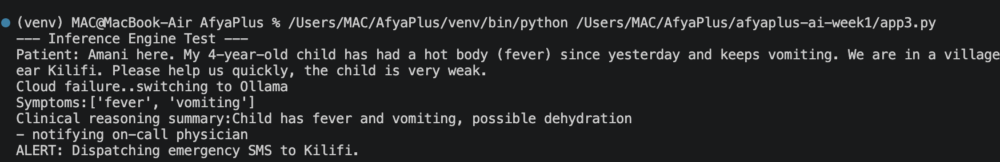 (venv) MAC@MacBook-Air AfyaPlus % /Users/MAC/AfyaPlus/venv/bin/python /Users/MAC/AfyaPlus/afyaplus-ai-week1/app3.py
--- Inference Engine Test ---
Patient: Amani here. My 4-year-old child has had a hot body (fever) since yesterday and keeps vomiting. We are in a village
ear Kilifi. Please help us quickly, the child is very weak.
Cloud failure..switching to Ollama
Symptoms:['fever', 'vomiting']
Clinical reasoning summary:Child has fever and vomiting, possible dehydration
- notifying on-call physician
ALERT: Dispatching emergency SMS to Kilifi.